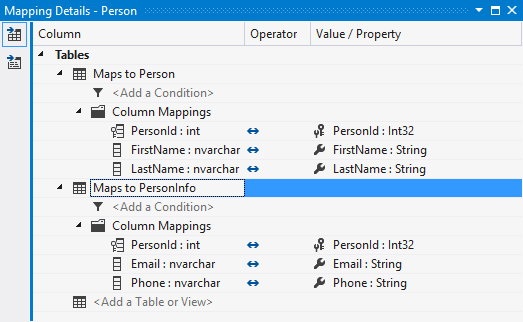 Mapping Details - Person
Column Operator Value / Property
Tables
Maps to Person
<Add a Condition>
Column Mappings
PersonId : int PersonId : Int32
FirstName : nvarchar FirstName : String
LastName : nvarchar LastName : String
Maps to PersonInfo
<Add a Condition>
Column Mappings
PersonId : int PersonId : Int32
Email : nvarchar Email : String
Phone : nvarchar Phone : String
<Add a Table or View>